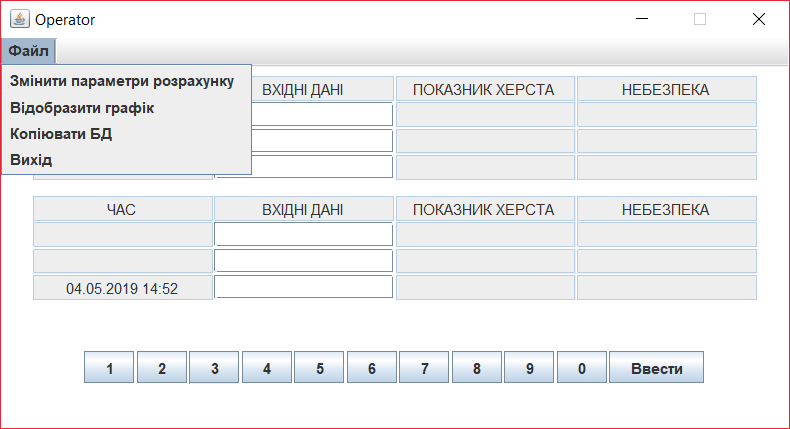 Operator
Файл
Змінити параметри розрахунку
Відобразити графік
Копіювати БД
Вихід
ВХІДНІ ДАНІ ПОКАЗНИК ХЕРСТА НЕБЕЗПЕКА
ЧАС ВХІДНІ ДАНІ ПОКАЗНИК ХЕРСТА НЕБЕЗПЕКА
04.05.2019 14:52
1 2 3 4 5 6 7 8 9 0 Ввести